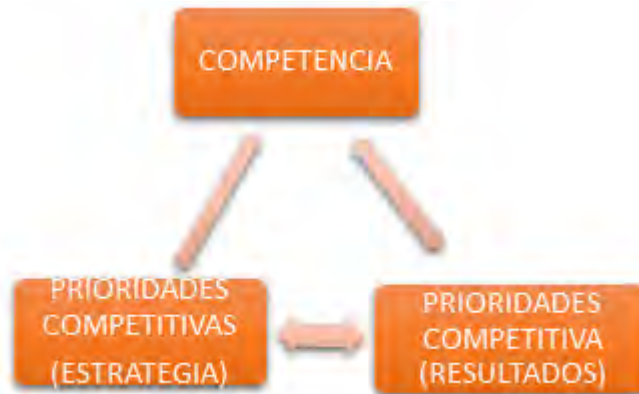 COMPETENCIA
PRIORIDADES
COMPETITIVAS
(ESTRATEGIA)
PRIORIDADES
COMPETITIVA
(RESULTADOS)